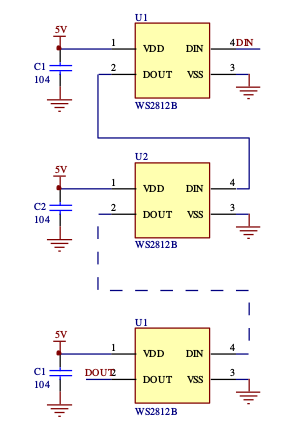 U1
5V
1 VDD DIN 4 DIN
C1
104
2 DOUT VSS 3
WS2812B
U2
5V
1 VDD DIN 4
C2
104
2 DOUT VSS 3
WS2812B
U1
5V
1 VDD DIN 4
C1
104
DOUT 2 DOUT VSS 3
WS2812B